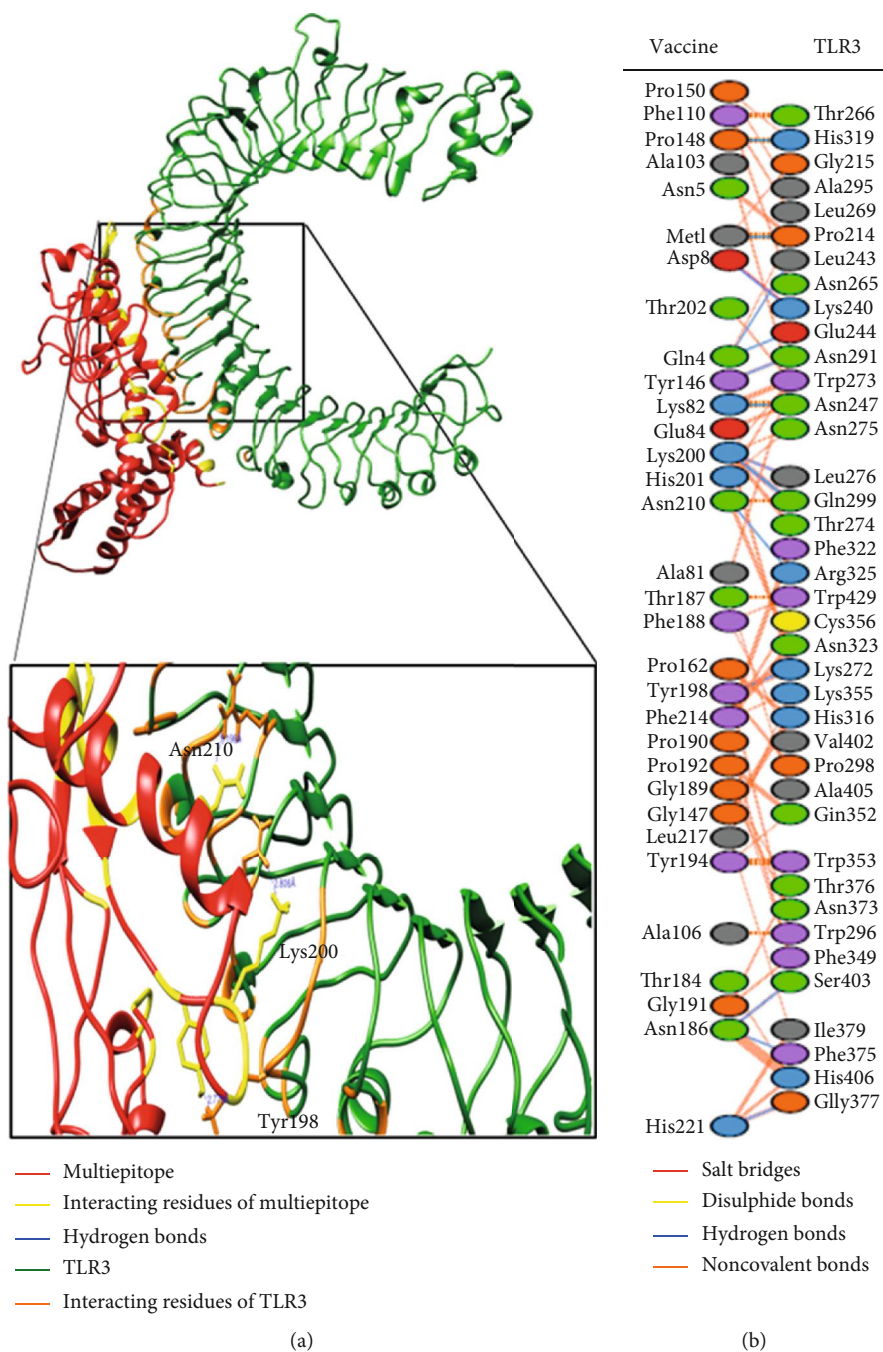 Asn210
2.806Å
Lys200
Tyr198
Multiepitope
Interacting residues of multiepitope
Hydrogen bonds
TLR3
Interacting residues of TLR3
(a)
Vaccine TLR3
Pro150
Phe110 Thr266
Pro148 His319
Ala103 Gly215
Asn5 Ala295
Leu269
Metl Pro214
Asp8 Leu243
Asn265
Thr202 Lys240
Glu244
Gln4 Asn291
Tyr146 Trp273
Lys82 Asn247
Glu84 Asn275
Lys200
His201 Leu276
Asn210 Gln299
Thr274
Phe322
Ala81 Arg325
Thr187 Trp429
Phe188 Cys356
Asn323
Pro162 Lys272
Tyr198 Lys355
Phe214 His316
Pro190 Val402
Pro192 Pro298
Gly189 Ala405
Gly147 Gin352
Leu217
Tyr194 Trp353
Thr376
Asn373
Ala106 Trp296
Phe349
Thr184 Ser403
Gly191
Asn186 Ile379
Phe375
His406
Glly377
His221
Salt bridges
Disulphide bonds
Hydrogen bonds
Noncovalent bonds
(b)